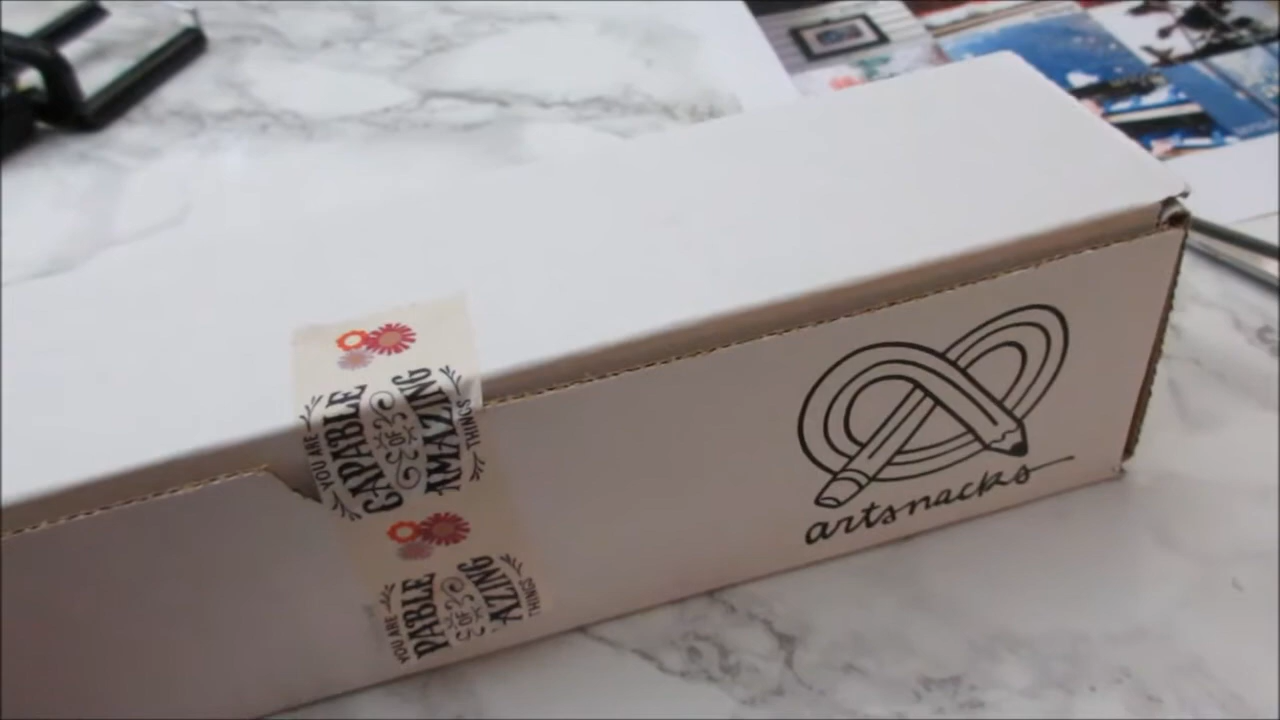 YOU ARE
CAPABLE
OF
AMAZING
THINGS
YOU ARE
PABLE
OF
AZING
THINGS
artsnacks